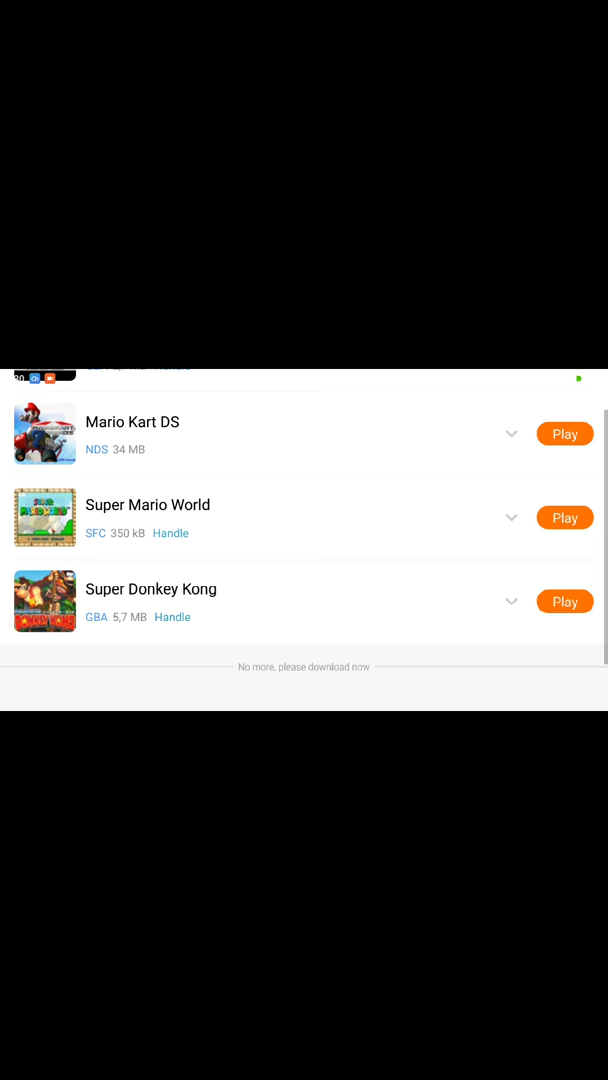 30
Mario Kart DS
NDS 34 MB
Play
Super Mario World
SFC 350 kB Handle
Play
Super Donkey Kong
GBA 5,7 MB Handle
Play
No more, please download now